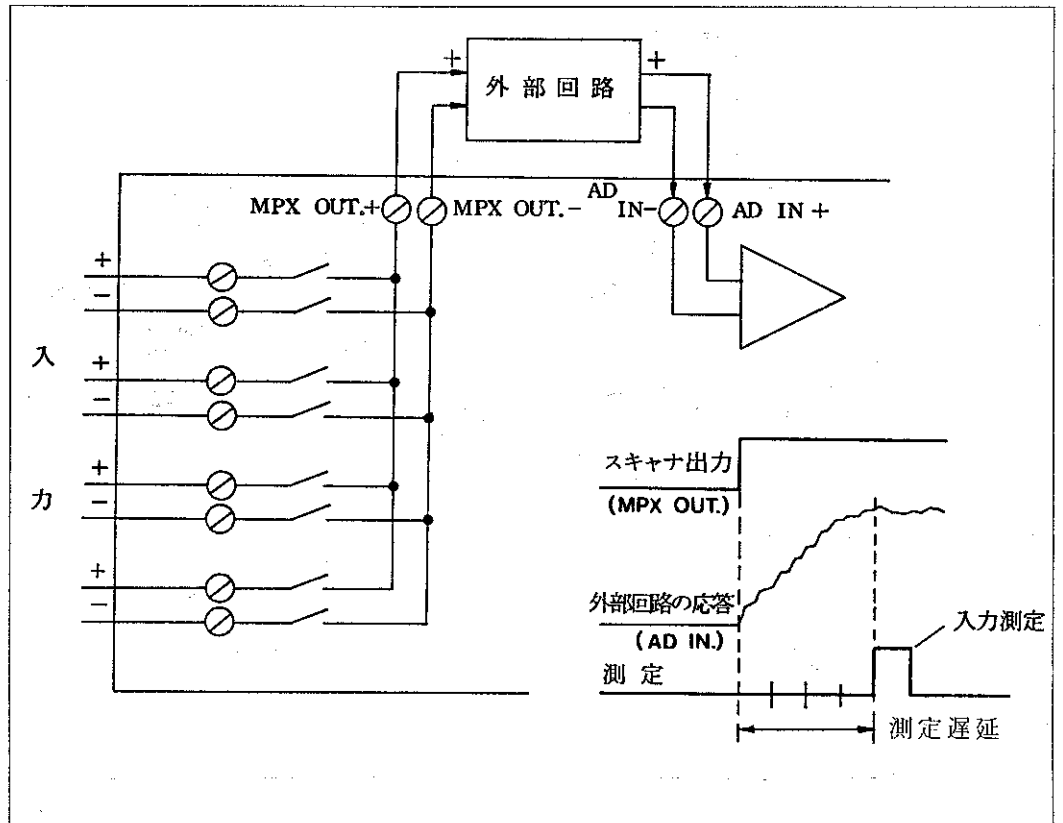 外部回路
+
+
MPX OUT.+
MPX OUT.-
AD
IN-
AD IN +
+
-
+
-
入
力
+
-
+
-
スキャナ出力
(MPX OUT.)
外部回路の応答
(AD IN.)
入力測定
測定
測定遅延